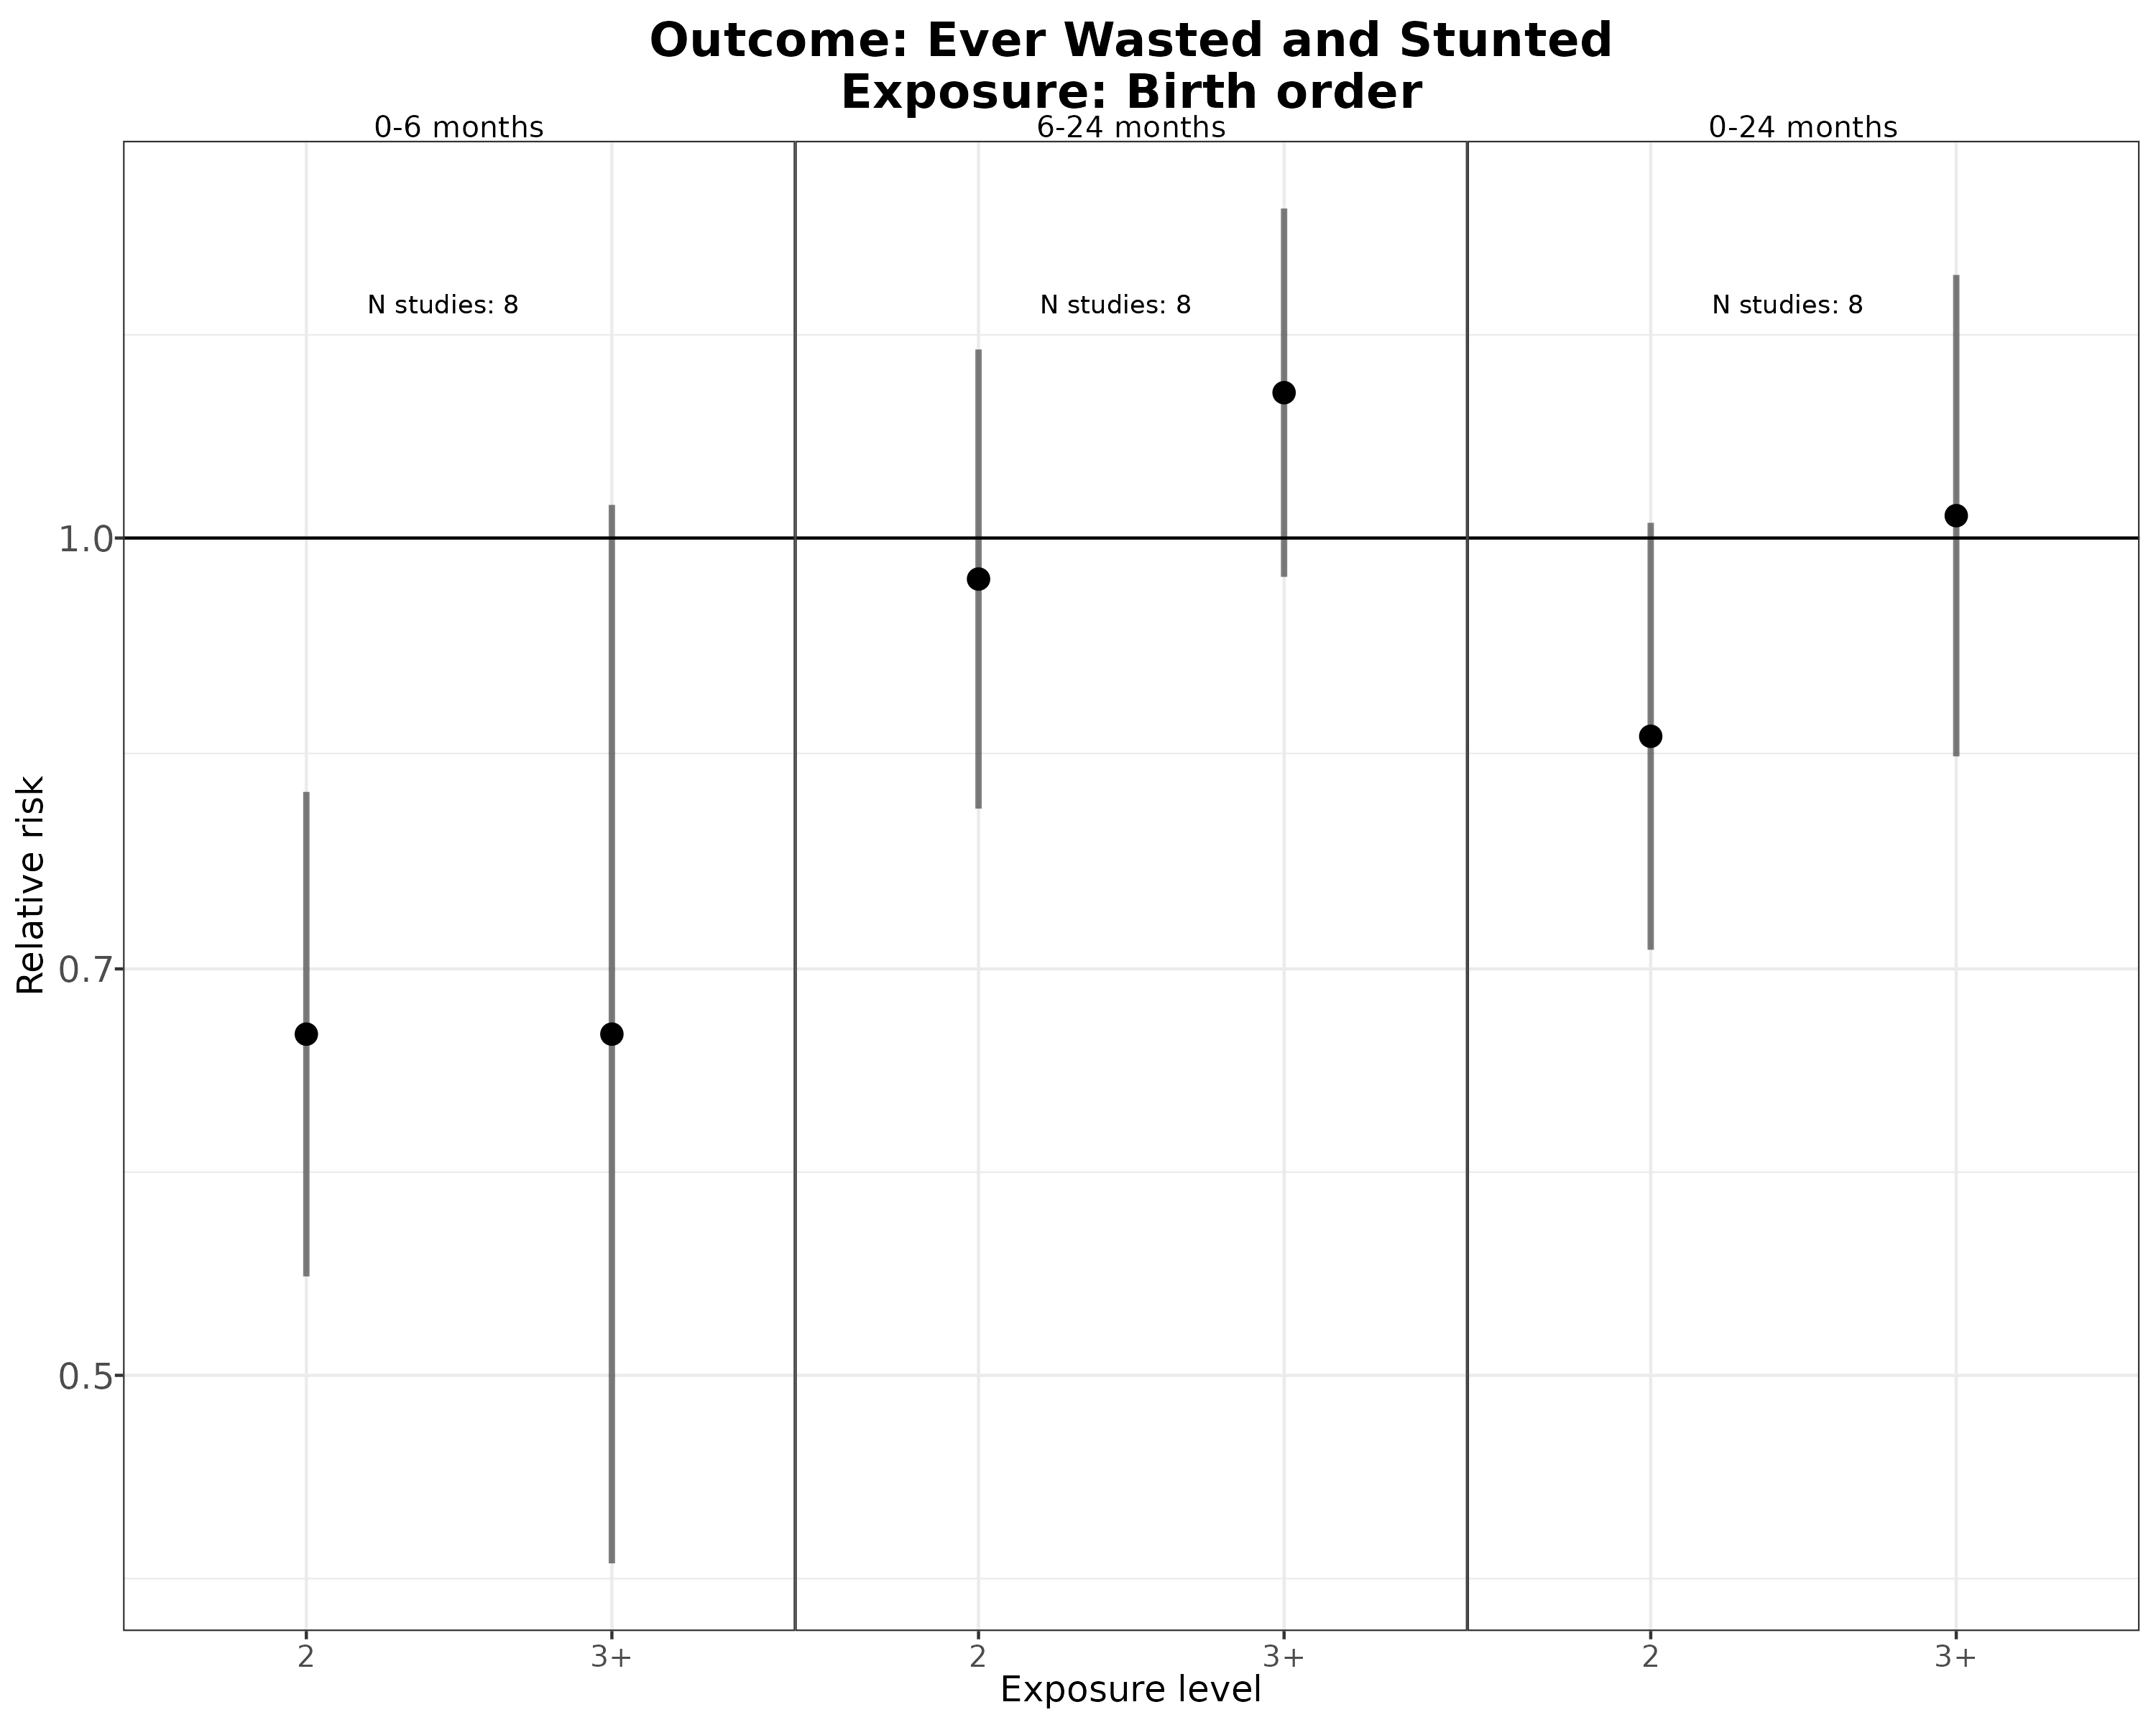 Outcome: Ever Wasted and Stunted
Exposure: Birth order
0-6 months
6-24 months
0-24 months
N studies: 8
N studies: 8
N studies: 8
Relative risk
1.0
0.7
0.5
2
3+
2
3+
2
3+
Exposure level